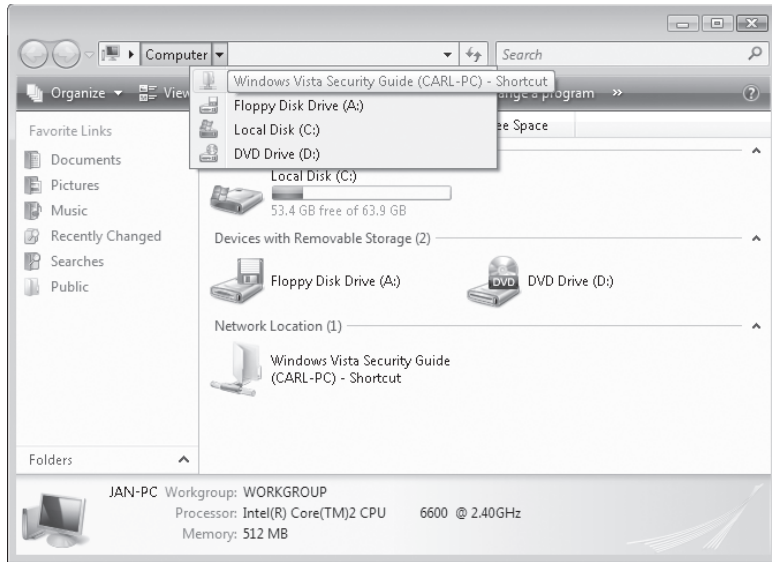 Computer
Search
Organize
View
Windows Vista Security Guide (CARL-PC) - Shortcut
Floppy Disk Drive (A:)
Local Disk (C:)
DVD Drive (D:)
program »
ee Space
Favorite Links
Documents
Pictures
Music
Recently Changed
Searches
Public
Folders
Local Disk (C:)
53.4 GB free of 63.9 GB
Devices with Removable Storage (2)
Floppy Disk Drive (A:)
DVD
DVD Drive (D:)
Network Location (1)
Windows Vista Security Guide
(CARL-PC) - Shortcut
JAN-PC Workgroup: WORKGROUP
Processor: Intel(R) Core(TM)2 CPU 6600 @ 2.40GHz
Memory: 512 MB